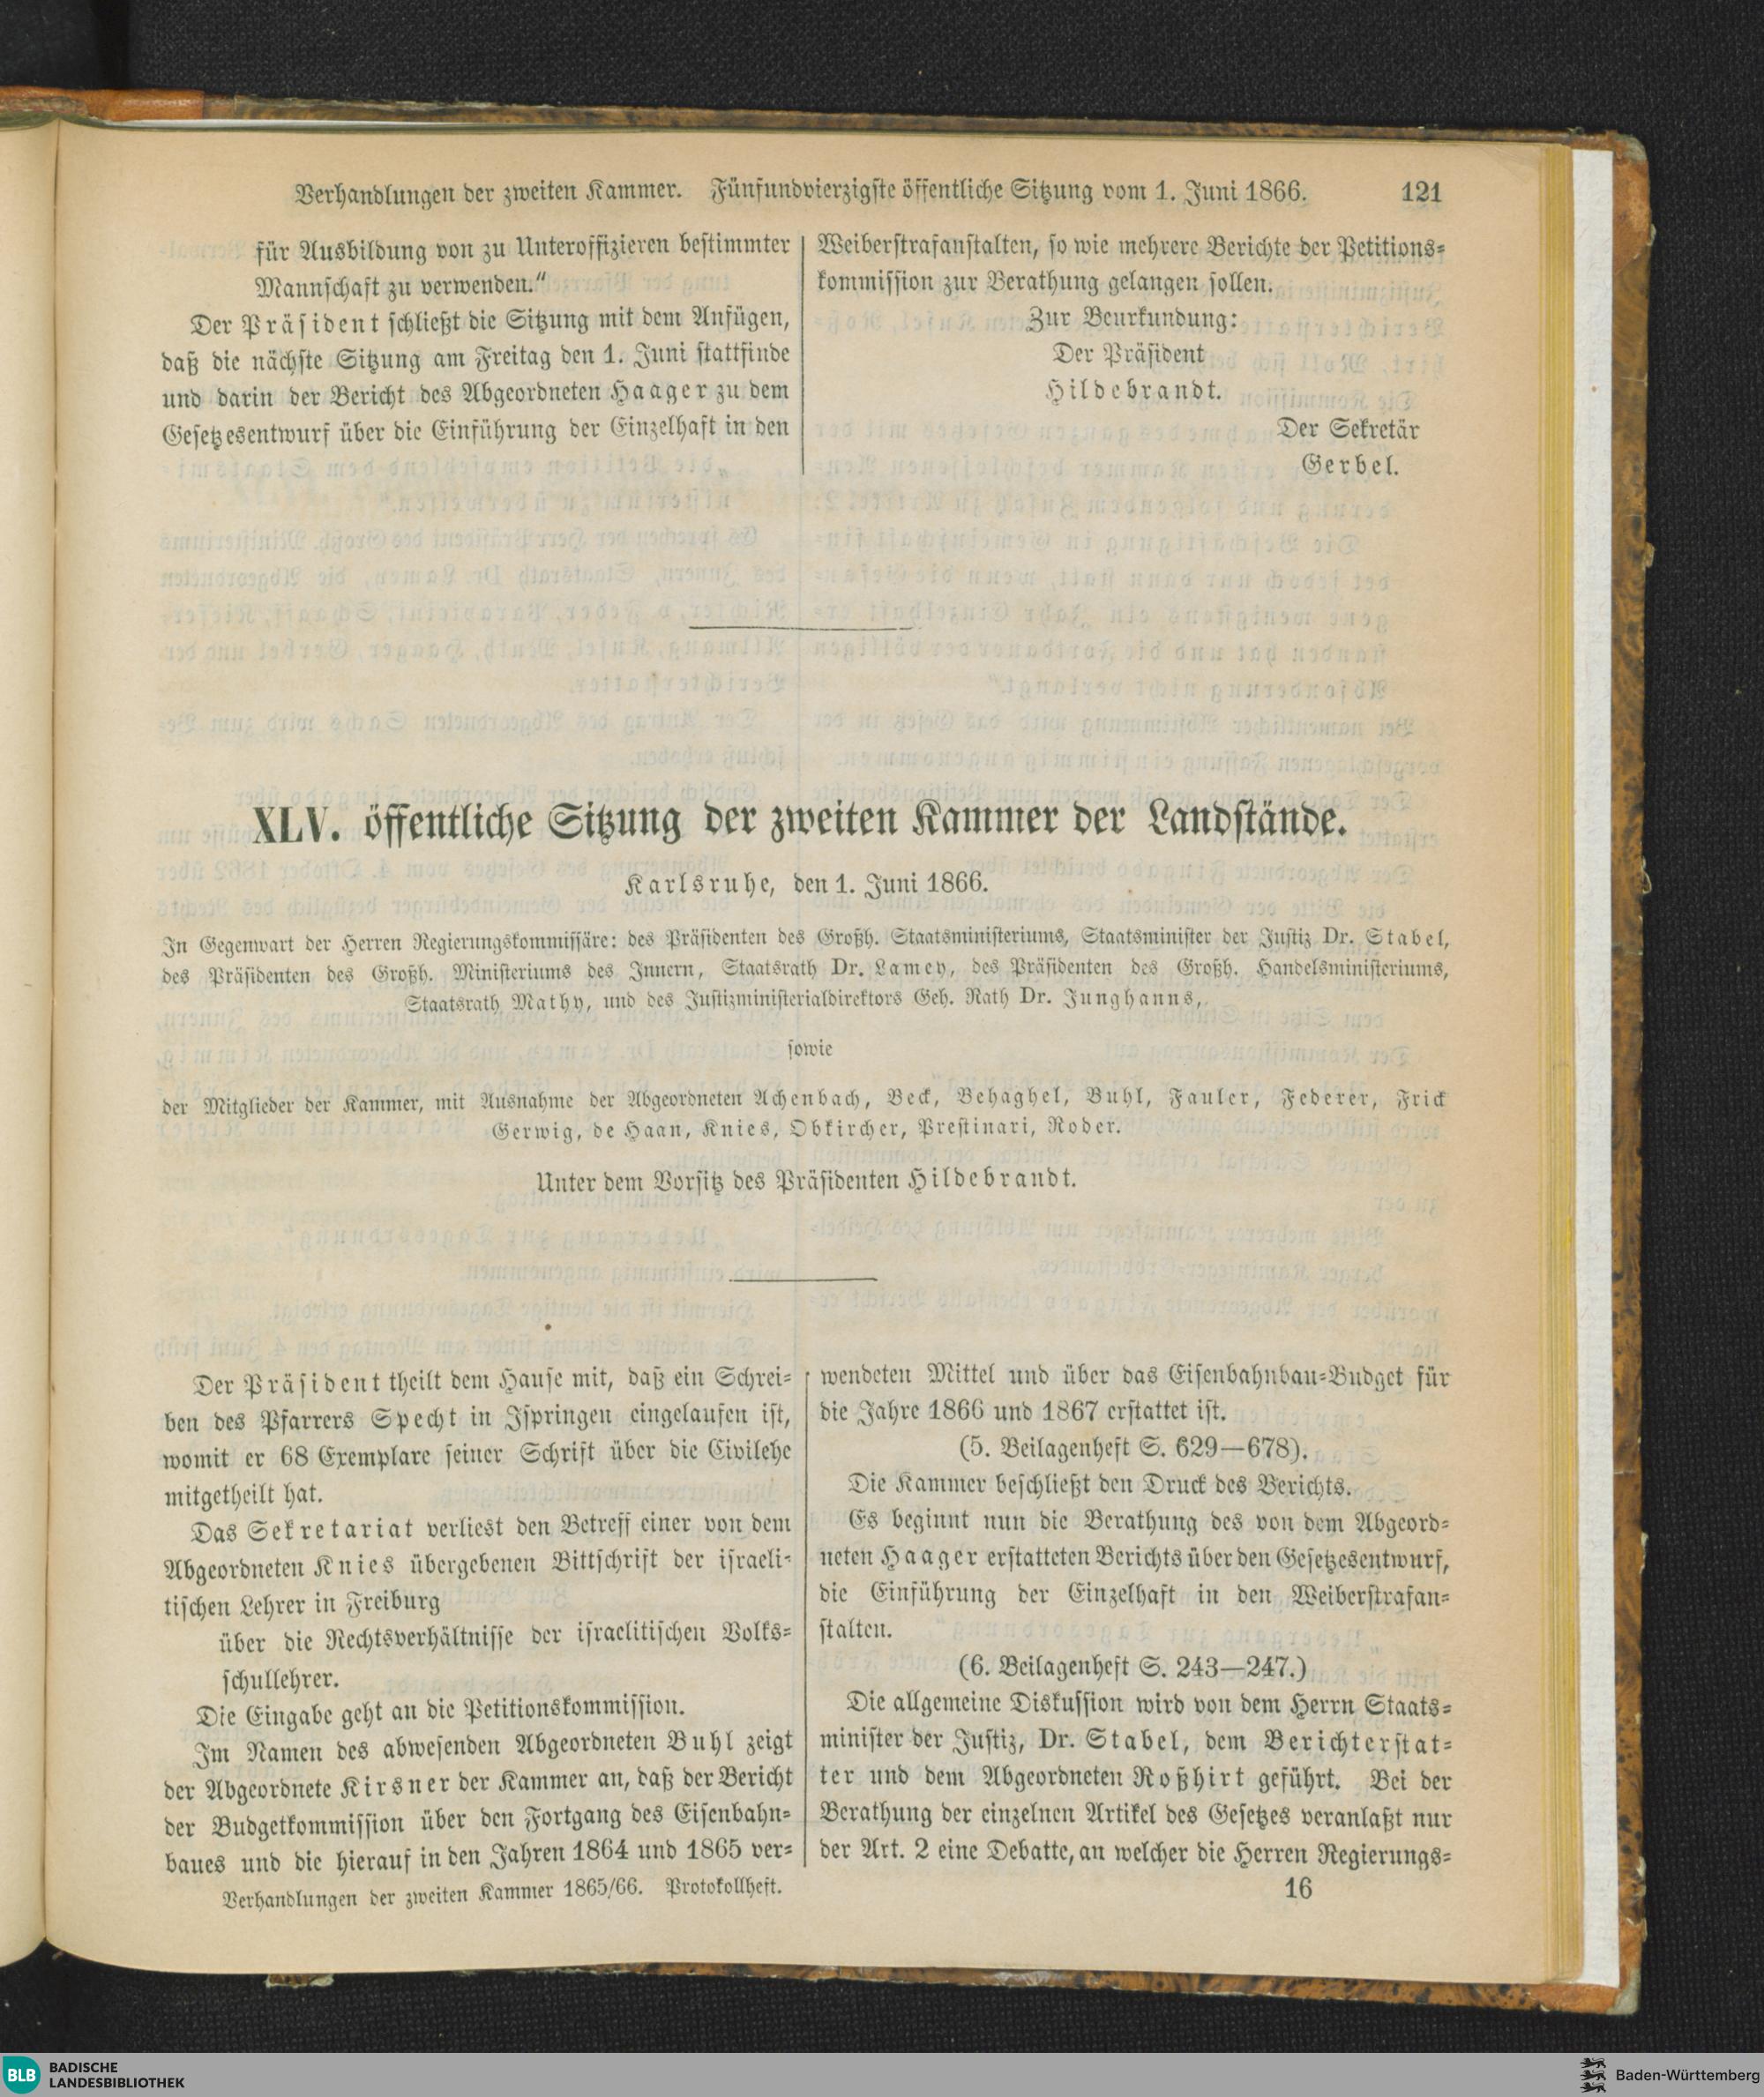 Verhandlungen der zweiten Kammer. Fünfundvierzigste öffentliche Sitzung vom 1. Juni 1866. 121
für Ausbildung von zu Unteroffizieren bestimmter
Mannschaft zu verwenden.“
Der Präsident schließt die Sitzung mit dem Anfügen,
daß die nächste Sitzung am Freitag den 1. Juni stattfinde
und darin der Bericht des Abgeordneten Haager zu dem
Gesetzesentwurf über die Einführung der Einzelhaft in den
Weiberstrafanstalten, so wie mehrere Berichte der Petitions-
kommission zur Berathung gelangen sollen.
Zur Beurkundung:
Der Präsident
Hildebrandt.
Der Sekretär
Gerbel.
XLV. öffentliche Sitzung der zweiten Kammer der Landstände.
Karlsruhe, den 1. Juni 1866.
In Gegenwart der Herren Regierungskommissäre: des Präsidenten des Großh. Staatsministeriums, Staatsminister der Justiz Dr. Stabel,
des Präsidenten des Großh. Ministeriums des Innern, Staatsrath Dr. Lamey, des Präsidenten des Großh. Handelsministeriums,
Staatsrath Mathy, und des Justizministerialdirektors Geh. Rath Dr. Junghanns,
sowie
der Mitglieder der Kammer, mit Ausnahme der Abgeordneten Achenbach, Beck, Behaghel, Buhl, Fauler, Federer, Frick
Gerwig, de Haan, Knies, Obkircher, Prestinari, Roder.
Unter dem Vorsitz des Präsidenten Hildebrandt.
Der Präsident theilt dem Hause mit, daß ein Schrei-
ben des Pfarrers Specht in Ispringen eingelaufen ist,
womit er 68 Exemplare seiner Schrift über die Civilehe
mitgetheilt hat.
Das Sekretariat verliest den Betreff einer von dem
Abgeordneten Knies übergebenen Bittschrift der israeli-
tischen Lehrer in Freiburg
über die Rechtsverhältnisse der israelitischen Volks-
schullehrer.
Die Eingabe geht an die Petitionskommission.
Im Namen des abwesenden Abgeordneten Buhl zeigt
der Abgeordnete Kirsner der Kammer an, daß der Bericht
der Budgetkommission über den Fortgang des Eisenbahn-
baues und die hierauf in den Jahren 1864 und 1865 ver-
wendeten Mittel und über das Eisenbahnbau-Budget für
die Jahre 1866 und 1867 erstattet ist.
(5. Beilagenheft S. 629—678).
Die Kammer beschließt den Druck des Berichts.
Es beginnt nun die Berathung des von dem Abgeord-
neten Haager erstatteten Berichts über den Gesetzesentwurf,
die Einführung der Einzelhaft in den Weiberstrafan-
stalten.
(6. Beilagenheft S. 243—247.)
Die allgemeine Diskussion wird von dem Herrn Staats-
minister der Justiz, Dr. Stabel, dem Berichterstat-
ter und dem Abgeordneten Roßhirt geführt. Bei der
Berathung der einzelnen Artikel des Gesetzes veranlaßt nur
der Art. 2 eine Debatte, an welcher die Herren Regierungs-
Verhandlungen der zweiten Kammer 1865/66. Protokollheft. 16
BLB BADISCHE
LANDESBIBLIOTHEK
Baden-Württemberg